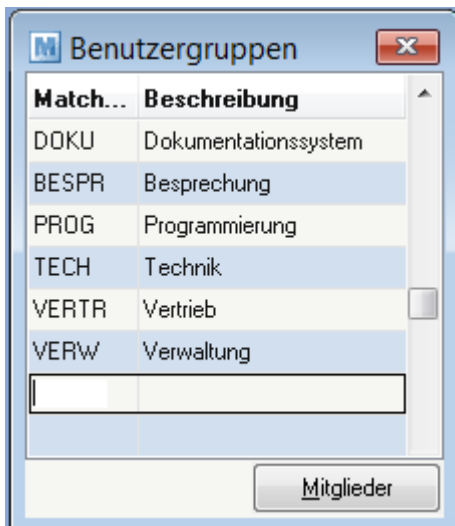 M Benutzergruppen
Match... Beschreibung
DOKU Dokumentationssystem
BESPR Besprechung
PROG Programmierung
TECH Technik
VERTR Vertrieb
VERW Verwaltung
Mitglieder